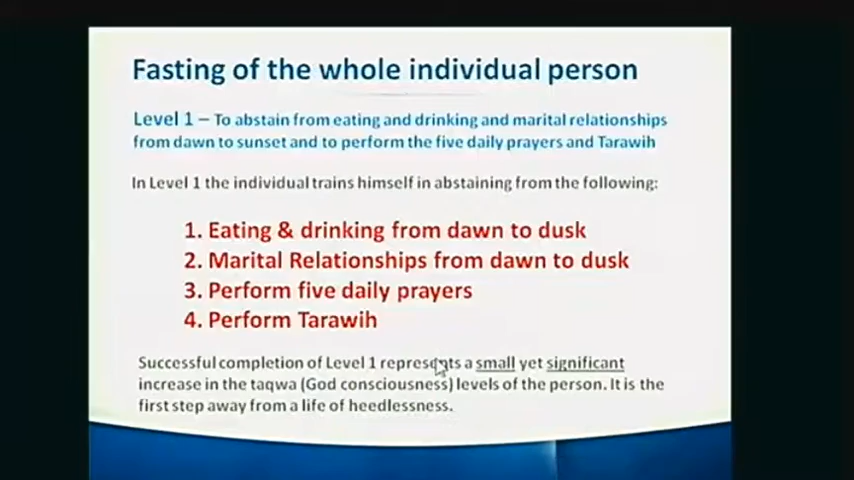 Fasting of the whole individual person
Level 1 – To abstain from eating and drinking and marital relationships
from dawn to sunset and to perform the five daily prayers and Tarawih
In Level 1 the individual trains himself in abstaining from the following:
1. Eating & drinking from dawn to dusk
2. Marital Relationships from dawn to dusk
3. Perform five daily prayers
4. Perform Tarawih
Successful completion of Level 1 represents a small yet significant
increase in the taqwa (God consciousness) levels of the person. It is the
first step away from a life of heedlessness.